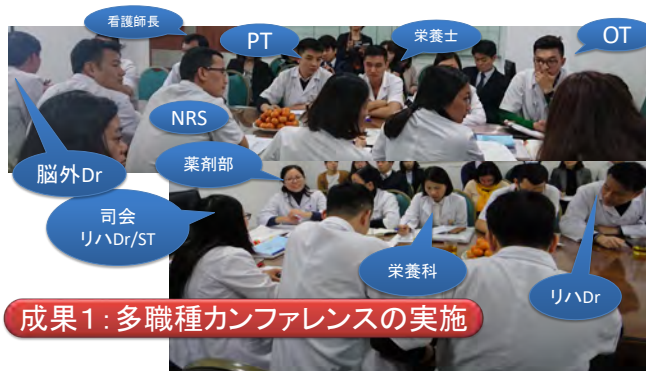 看護師長
PT
栄養士
OT
NRS
脳外Dr
薬剤部
司会
リハDr/ST
栄養科
リハDr
成果1：多職種カンファレンスの実施